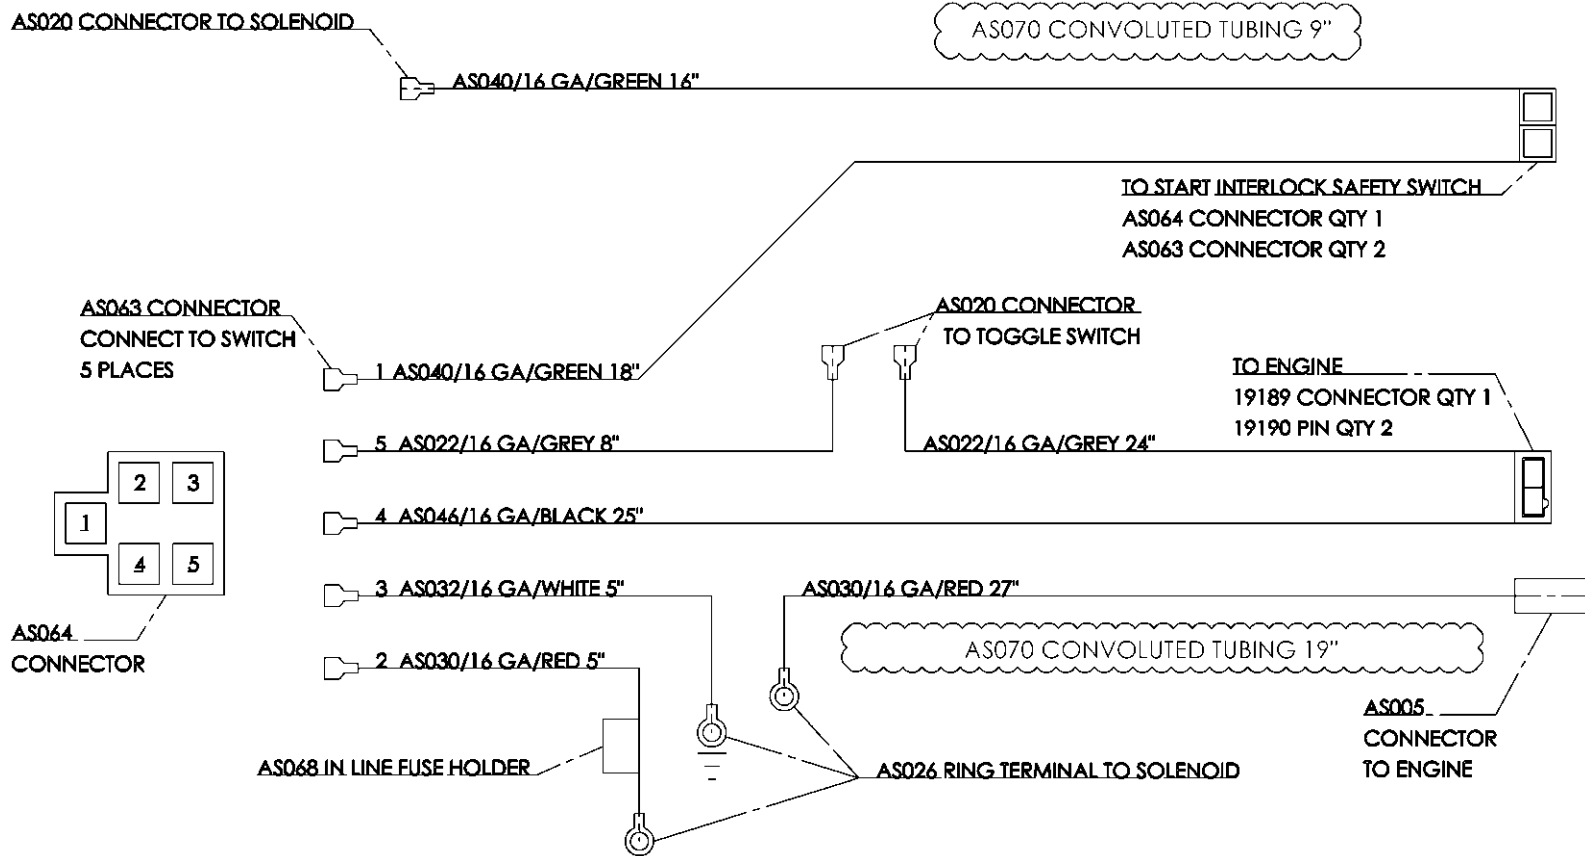 AS020 CONNECTOR TO SOLENOID
AS070 CONVOLUTED TUBING 9"
AS040/16 GA/GREEN 16"
TO START INTERLOCK SAFETY SWITCH
AS064 CONNECTOR QTY 1
AS063 CONNECTOR QTY 2
AS063 CONNECTOR
CONNECT TO SWITCH
5 PLACES
AS020 CONNECTOR
TO TOGGLE SWITCH
1 AS040/16 GA/GREEN 18"
TO ENGINE
19189 CONNECTOR QTY 1
19190 PIN QTY 2
5 AS022/16 GA/GREY 8"
AS022/16 GA/GREY 24"
2 3
1
4 5
4 AS046/16 GA/BLACK 25"
3 AS032/16 GA/WHITE 5"
AS030/16 GA/RED 27"
AS064
CONNECTOR
2 AS030/16 GA/RED 5"
AS070 CONVOLUTED TUBING 19"
AS005
CONNECTOR
TO ENGINE
AS068 IN LINE FUSE HOLDER
AS026 RING TERMINAL TO SOLENOID